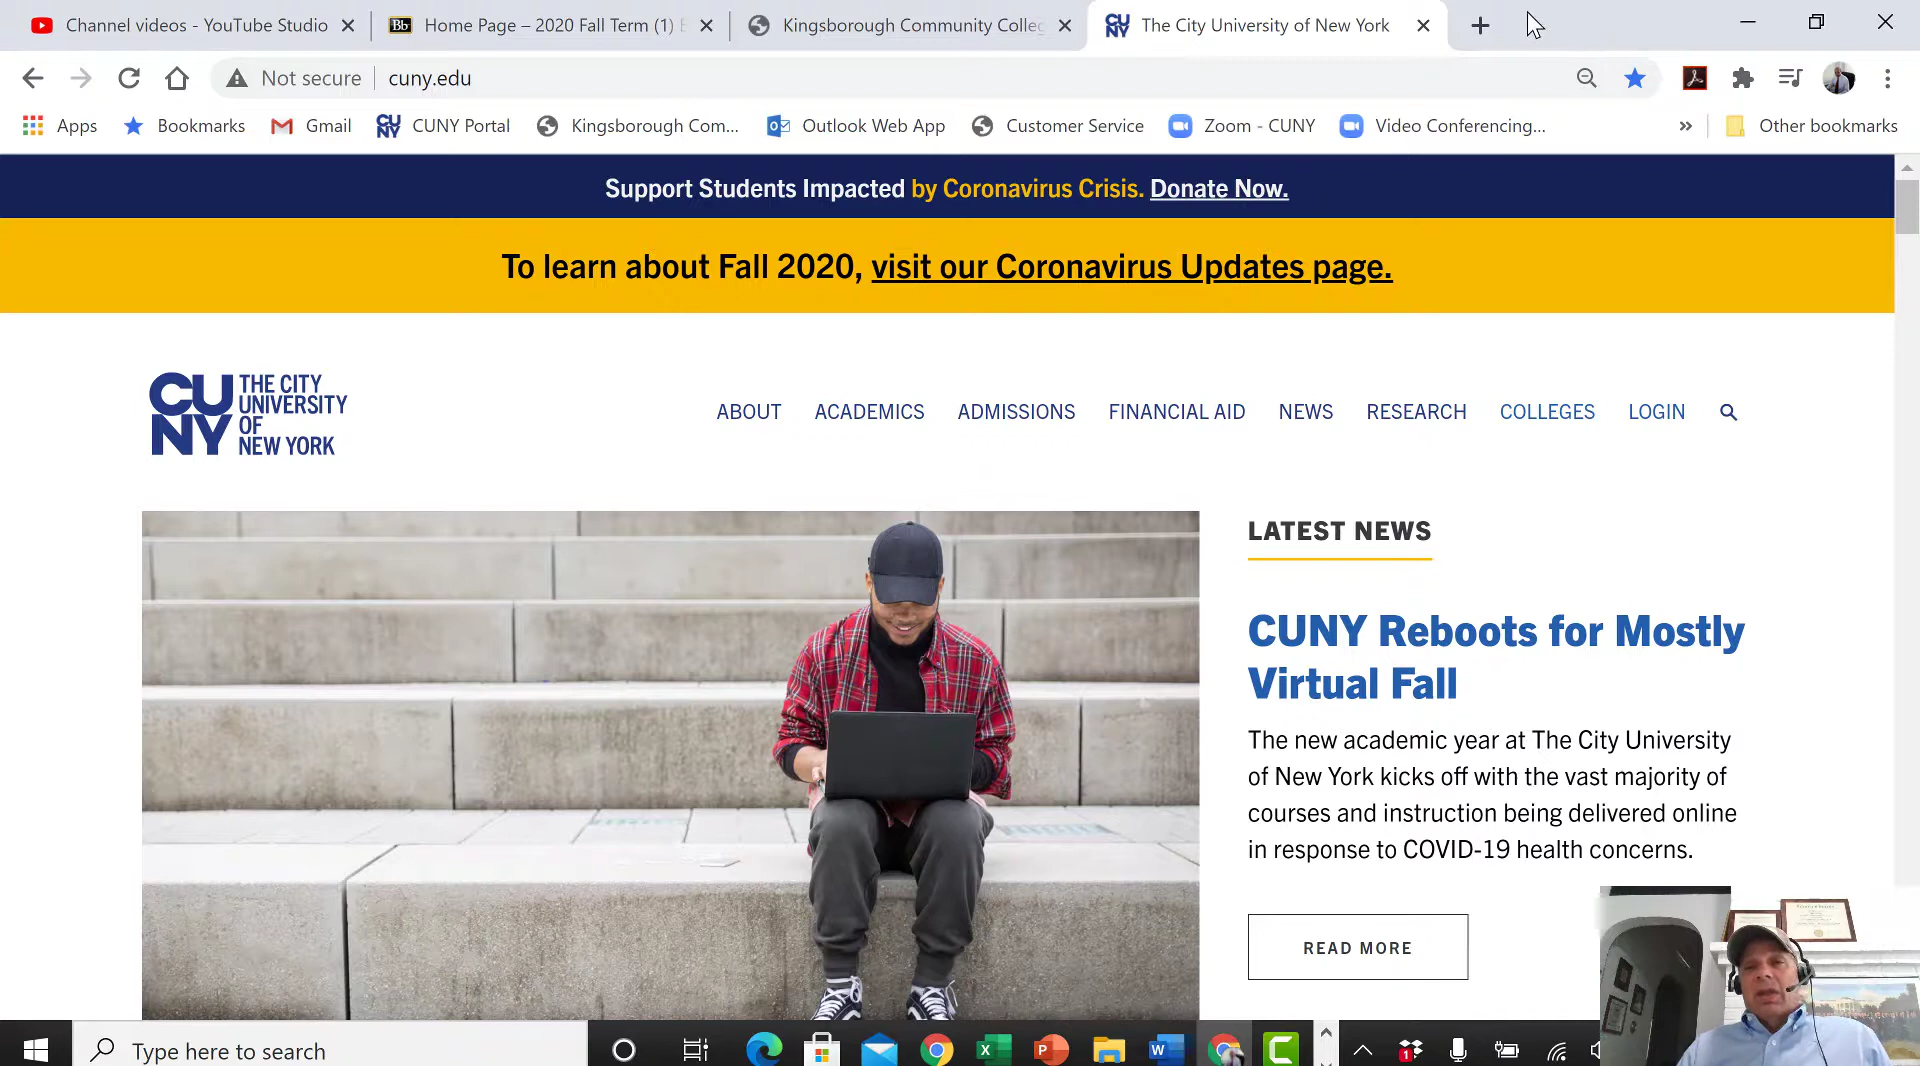 Channel videos - YouTube Studio
Bb Home Page – 2020 Fall Term (1)
Kingsborough Community Colleg
CUNY The City University of New York
Not secure
cuny.edu
Apps
Bookmarks
Gmail
CUNY CUNY Portal
Kingsborough Com...
Outlook Web App
Customer Service
Zoom - CUNY
Video Conferencing...
»
Other bookmarks
Support Students Impacted by Coronavirus Crisis. Donate Now.
To learn about Fall 2020, visit our Coronavirus Updates page.
CU
NY
THE CITY
UNIVERSITY
OF
NEW YORK
ABOUT
ACADEMICS
ADMISSIONS
FINANCIAL AID
NEWS
RESEARCH
COLLEGES
LOGIN
LATEST NEWS
CUNY Reboots for Mostly
Virtual Fall
The new academic year at The City University
of New York kicks off with the vast majority of
courses and instruction being delivered online
in response to COVID-19 health concerns.
READ MORE
Type here to search
1